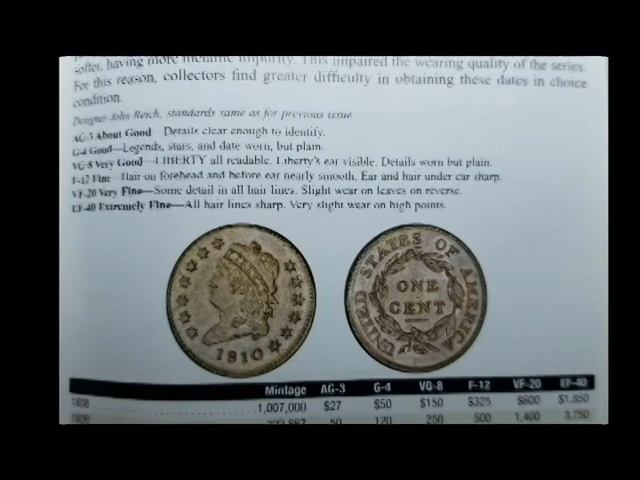 softer, having more metallic impurity. This impaired the wearing quality of the series.
For this reason, collectors find greater difficulty in obtaining these dates in choice
condition.
Designer John Reich, standards same as for previous issue
AG-3 About Good—Details clear enough to identify.
G-4 Good—Legends, stars, and date worn, but plain.
VG-8 Very Good—LIBERTY all readable. Liberty's ear visible. Details worn but plain.
F-12 Fine—Hair on forehead and before ear nearly smooth. Ear and hair under ear sharp.
VF-20 Very Fine—Some detail in all hair lines. Slight wear on leaves on reverse.
EF-40 Extremely Fine—All hair lines sharp. Very slight wear on high points.
1810
UNITED STATES OF AMERICA
ONE
CENT
Mintage AG-3 G-4 VG-8 F-12 VF-20 EF-40
1808 1,007,000 $27 $50 $150 $325 $600 $1,850
1809 222,867 50 120 250 500 1,400 3,750